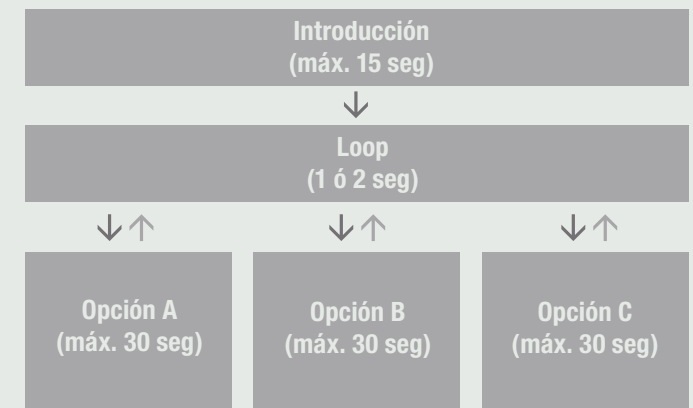 Introducción
(máx. 15 seg)
Loop
(1 ó 2 seg)
Opción A
(máx. 30 seg)
Opción B
(máx. 30 seg)
Opción C
(máx. 30 seg)